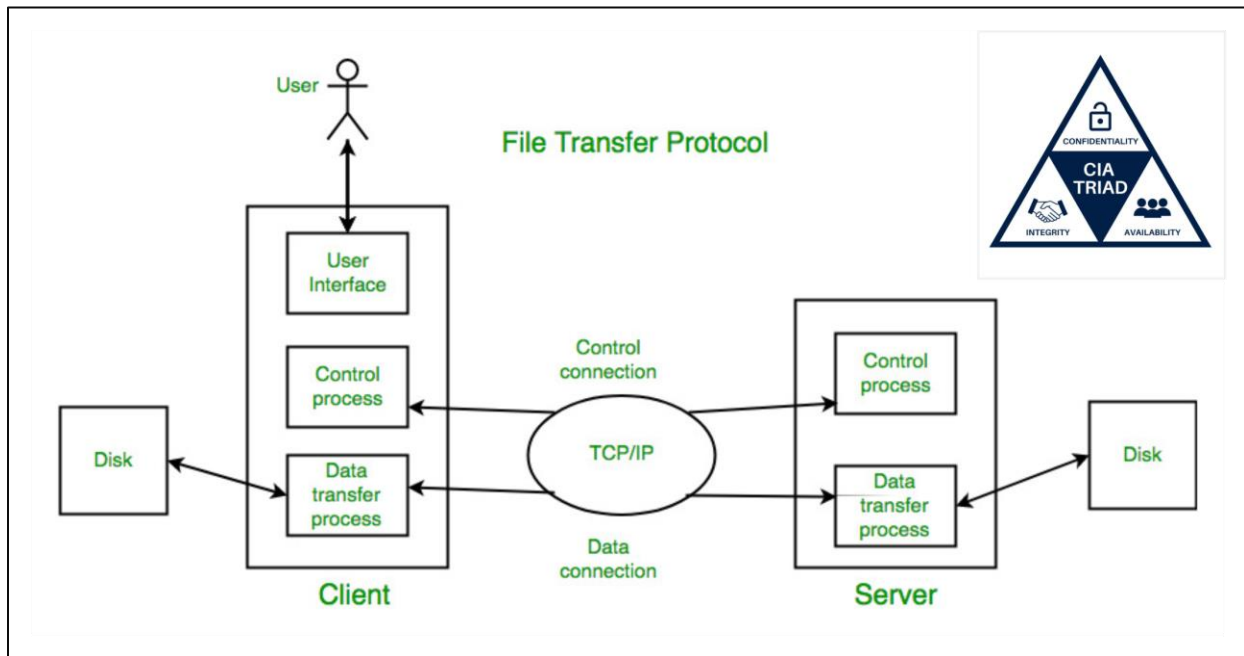 User
File Transfer Protocol
CONFIDENTIALITY
CIA
TRIAD
INTEGRITY
AVAILABILITY
User
Interface
Control
process
Data
transfer
process
Disk
Client
Control
connection
TCP/IP
Data
connection
Control
process
Data
transfer
process
Disk
Server